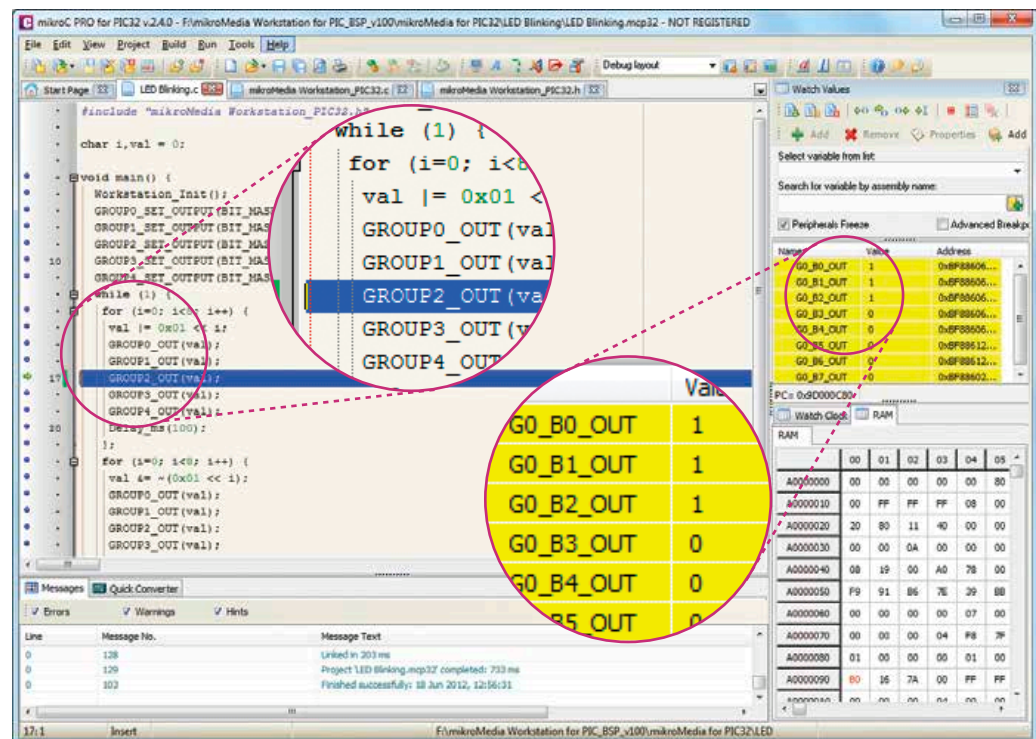 mikroC PRO for PIC32 v.2.4.0 - F:\mikroMedia Workstation for PIC_BSP_v100\mikroMedia for PIC32\LED Blinking\LED Blinking.mcp32 - NOT REGISTERED
File Edit View Project Build Run Tools Help
Debug layout
Start Page LED Blinking.c mikroMedia Workstation_PIC32.c mikroMedia Workstation_PIC32.h
#include "mikroMedia Workstation_PIC32.h"
char i,val = 0;
void main() {
Workstation_Init();
GROUP0_SET_OUTPUT(BIT_MAS
GROUP1_SET_OUTPUT(BIT_MAS
GROUP2_SET_OUTPUT(BIT_MAS
10 GROUP3_SET_OUTPUT(BIT_MAS
GROUP4_SET_OUTPUT(BIT_MAS
while (1) {
for (i=0; i<8; i++) {
val |= 0x01 << i;
GROUP0_OUT(val);
GROUP1_OUT(val);
17 GROUP2_OUT(val);
GROUP3_OUT(val);
GROUP4_OUT(val);
20 Delay_ms(100);
};
for (i=0; i<8; i++) {
val &= ~(0x01 << i);
GROUP0_OUT(val);
GROUP1_OUT(val);
GROUP2_OUT(val);
GROUP3_OUT(val);
while (1) {
for (i=0; i<8
val |= 0x01 <
GROUP0_OUT(val
GROUP1_OUT(val
GROUP2_OUT(va
GROUP3_OUT(v
GROUP4_OUT
Value
G0_B0_OUT 1
G0_B1_OUT 1
G0_B2_OUT 1
G0_B3_OUT 0
G0_B4_OUT 0
B5_OUT 0
Watch Values
Add Remove Properties Add
Select variable from list:
Search for variable by assembly name:
Peripherals Freeze Advanced Breakpo
Name Value Address
G0_B0_OUT 1 0xBF88606...
G0_B1_OUT 1 0xBF88606...
G0_B2_OUT 1 0xBF88606...
G0_B3_OUT 0 0xBF88606...
G0_B4_OUT 0 0xBF88606...
G0_B5_OUT 0 0xBF88612...
G0_B6_OUT 0 0xBF88612...
G0_B7_OUT 0 0xBF88602...
PC= 0x9D000C80
Watch Clock RAM
RAM
00 01 02 03 04 05
A0000000 00 00 00 00 00 80
A0000010 00 FF FF FF 08 00
A0000020 20 80 11 40 00 00
A0000030 00 00 0A 00 00 00
A0000040 08 19 00 A0 78 00
A0000050 F9 91 86 7E 39 BB
A0000060 00 00 00 00 07 00
A0000070 00 00 00 04 F8 7F
A0000080 01 00 00 00 01 00
A0000090 B0 16 7A 00 FF FF
A00000A0 00 00 00 04 00 00
Messages Quick Converter
Errors Warnings Hints
Line Message No. Message Text
0 128 Linked in 203 ms
0 129 Project 'LED Blinking.mcp32' completed: 733 ms
0 103 Finished successfully: 18 Jun 2012, 12:56:31
17:1 Insert F:\mikroMedia Workstation for PIC_BSP_v100\mikroMedia for PIC32\LED